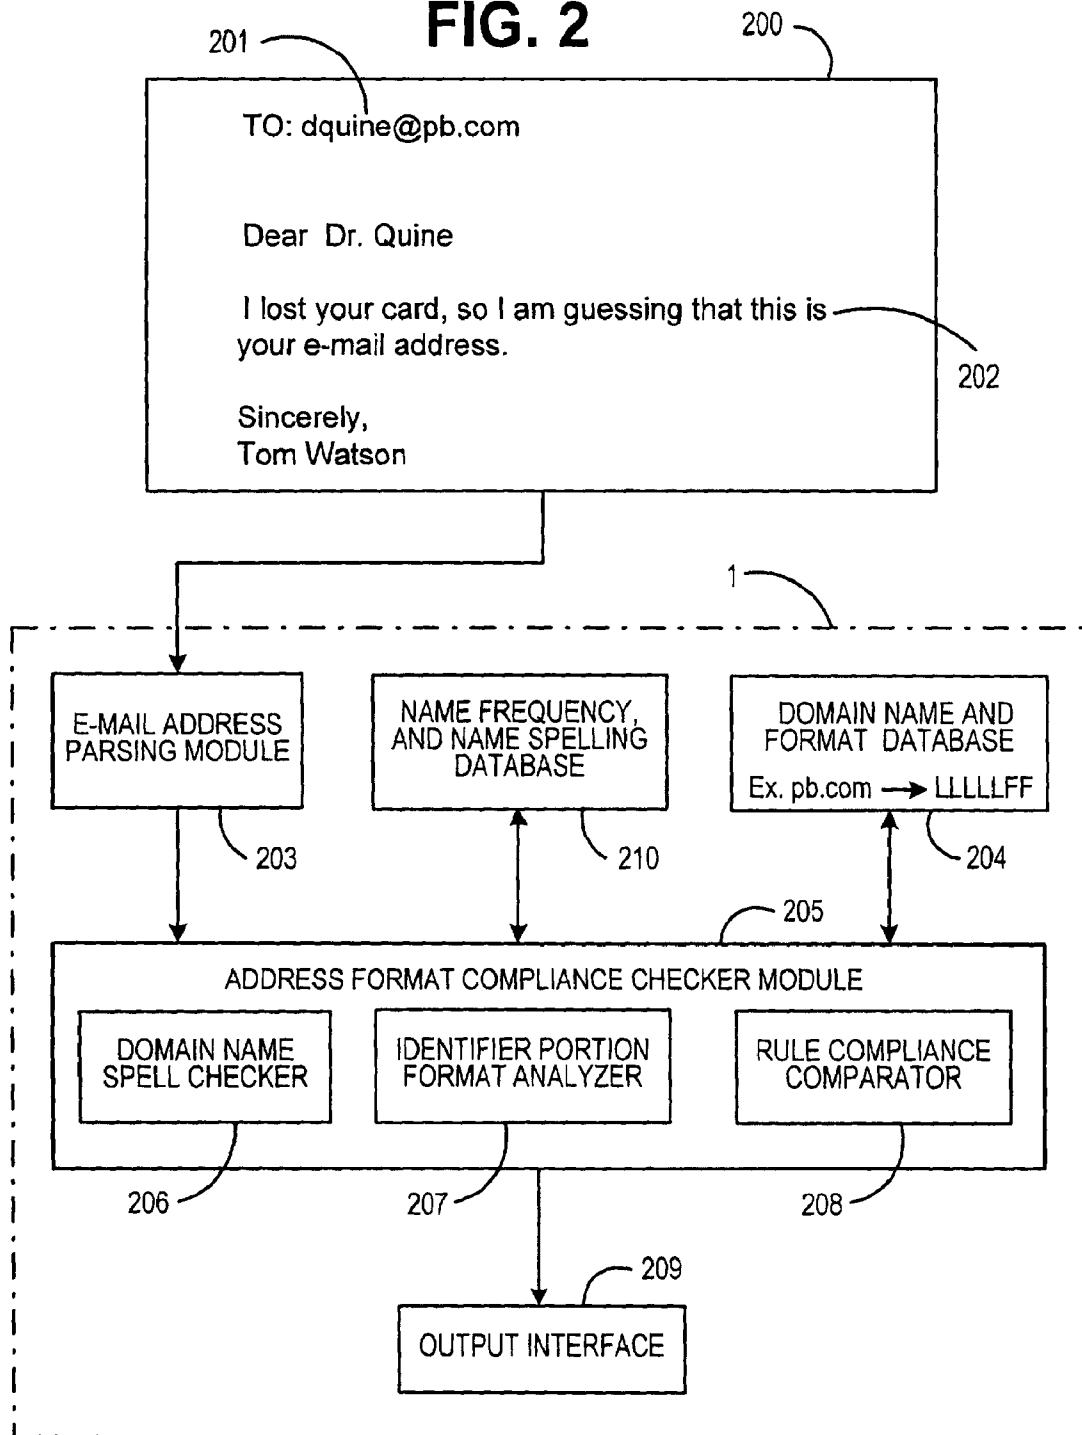 FIG. 2
201
200
TO: dquine@pb.com
Dear Dr. Quine
I lost your card, so I am guessing that this is
your e-mail address.
202
Sincerely,
Tom Watson
1
E-MAIL ADDRESS
PARSING MODULE
NAME FREQUENCY,
AND NAME SPELLING
DATABASE
DOMAIN NAME AND
FORMAT DATABASE
Ex. pb.com → LLLLLFF
203
210
204
205
ADDRESS FORMAT COMPLIANCE CHECKER MODULE
DOMAIN NAME
SPELL CHECKER
IDENTIFIER PORTION
FORMAT ANALYZER
RULE COMPLIANCE
COMPARATOR
206
207
208
209
OUTPUT INTERFACE